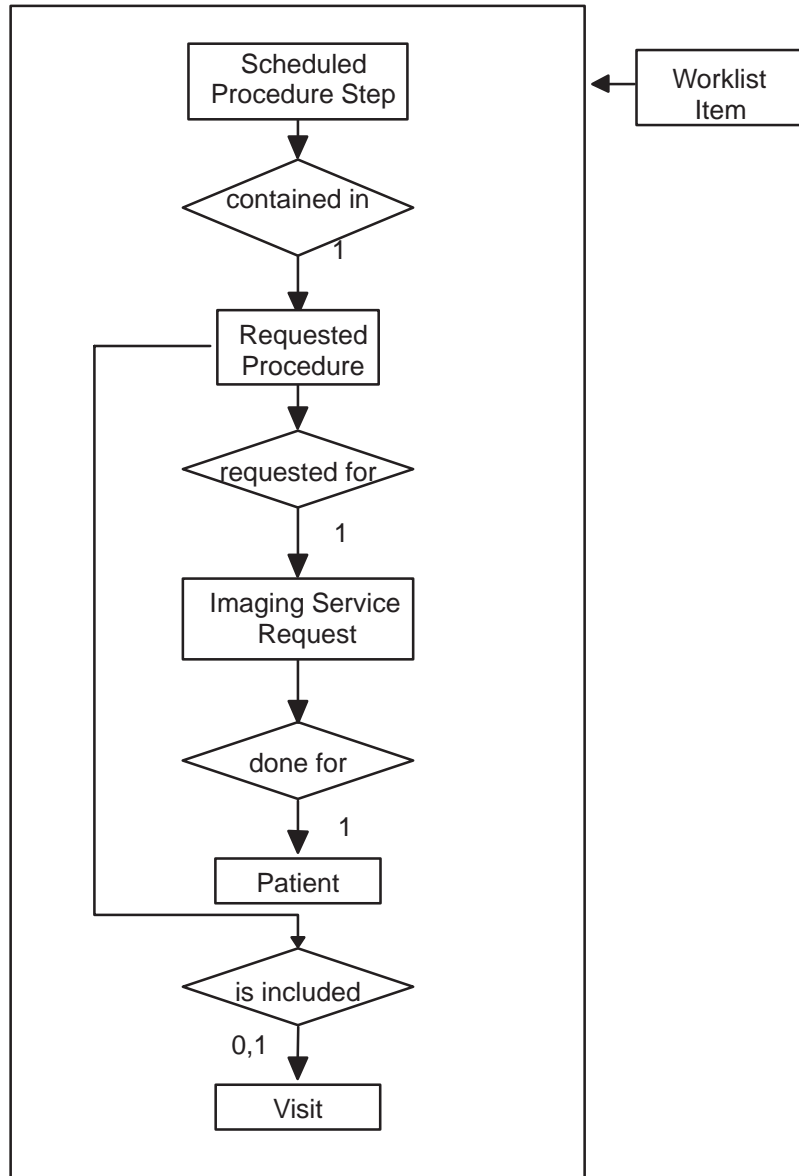 Scheduled
Procedure Step
Worklist
Item
contained in
1
Requested
Procedure
requested for
1
Imaging Service
Request
done for
1
Patient
is included
0,1
Visit